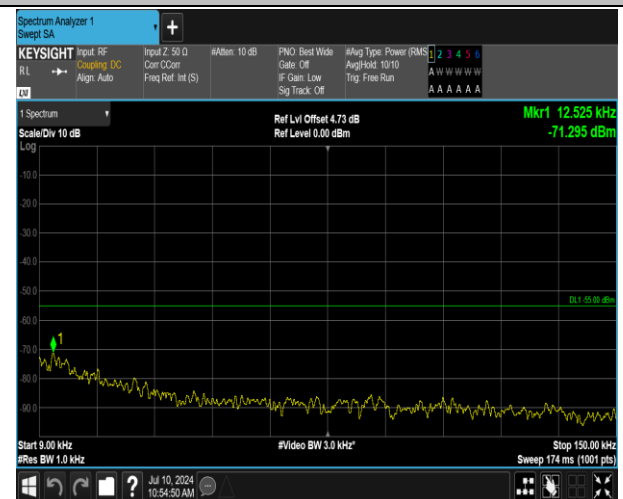 Spectrum Analyzer 1
Swept SA
+
KEYSIGHT Input: RF Input Z: 50 Ω #Atten: 10 dB PNO: Best Wide #Avg Type: Power (RMS 1 2 3 4 5 6
RL Coupling: DC Corr CCorr Gate: Off Avg|Hold: 10/10 A W W W W W
Align: Auto Freq Ref: Int (S) IF Gain: Low Trig: Free Run
Sig Track: Off A A A A A A
LXI
1 Spectrum Ref Lvl Offset 4.73 dB Mkr1 12.525 kHz
Scale/Div 10 dB Ref Level 0.00 dBm -71.295 dBm
Log
-10.0
-20.0
-30.0
-40.0
-50.0
DL1 -55.00 dBm
-60.0
1
-70.0
-80.0
-90.0
Start 9.00 kHz #Video BW 3.0 kHz* Stop 150.00 kHz
#Res BW 1.0 kHz Sweep 174 ms (1001 pts)
? Jul 10, 2024
10:54:50 AM